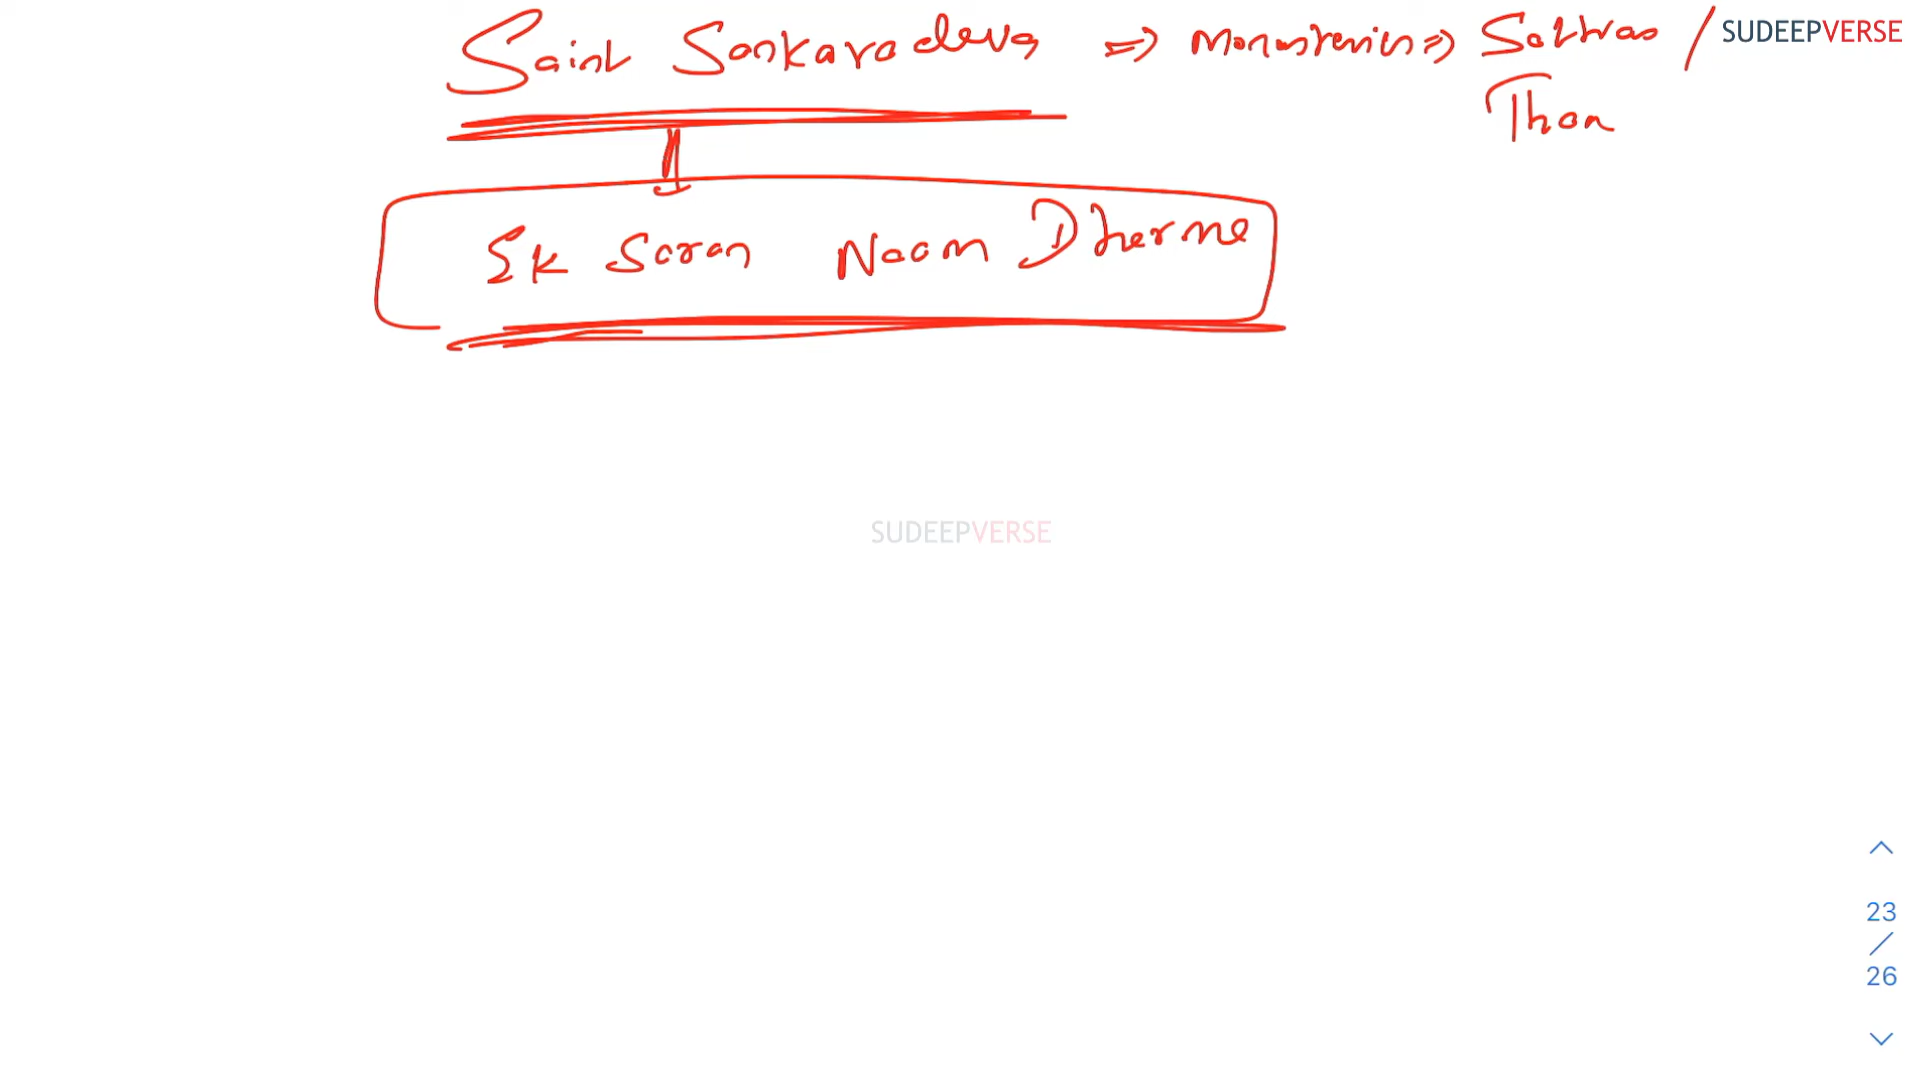 Saint Sankaradeva => Monasteries => Sattras / SUDEEPVERSE
Than
Ek Saran Naam Dharma
SUDEEPVERSE
23
/
26